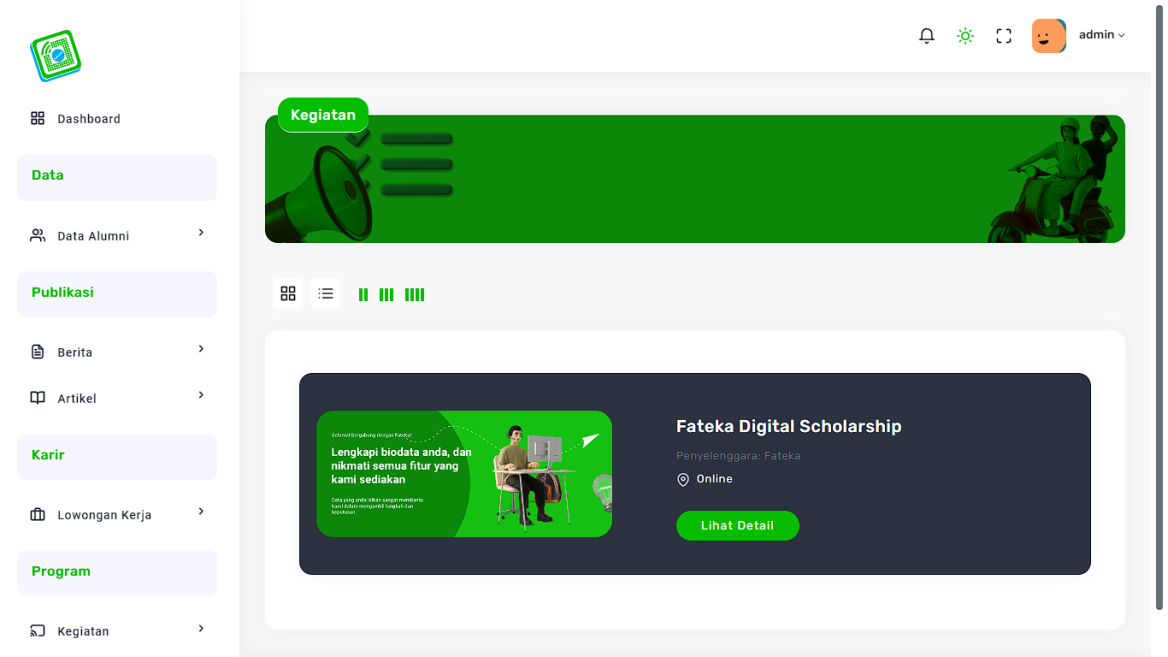 admin
Dashboard
Data
Data Alumni
Publikasi
Berita
Artikel
Karir
Lowongan Kerja
Program
Kegiatan
Kegiatan
Selamat bergabung dengan Fateka!
Lengkapi biodata anda, dan
nikmati semua fitur yang
kami sediakan
Data yang anda isikan sangat membantu
kami dalam mengambil langkah dan
keputusan.
Fateka Digital Scholarship
Penyelenggara: Fateka
Online
Lihat Detail